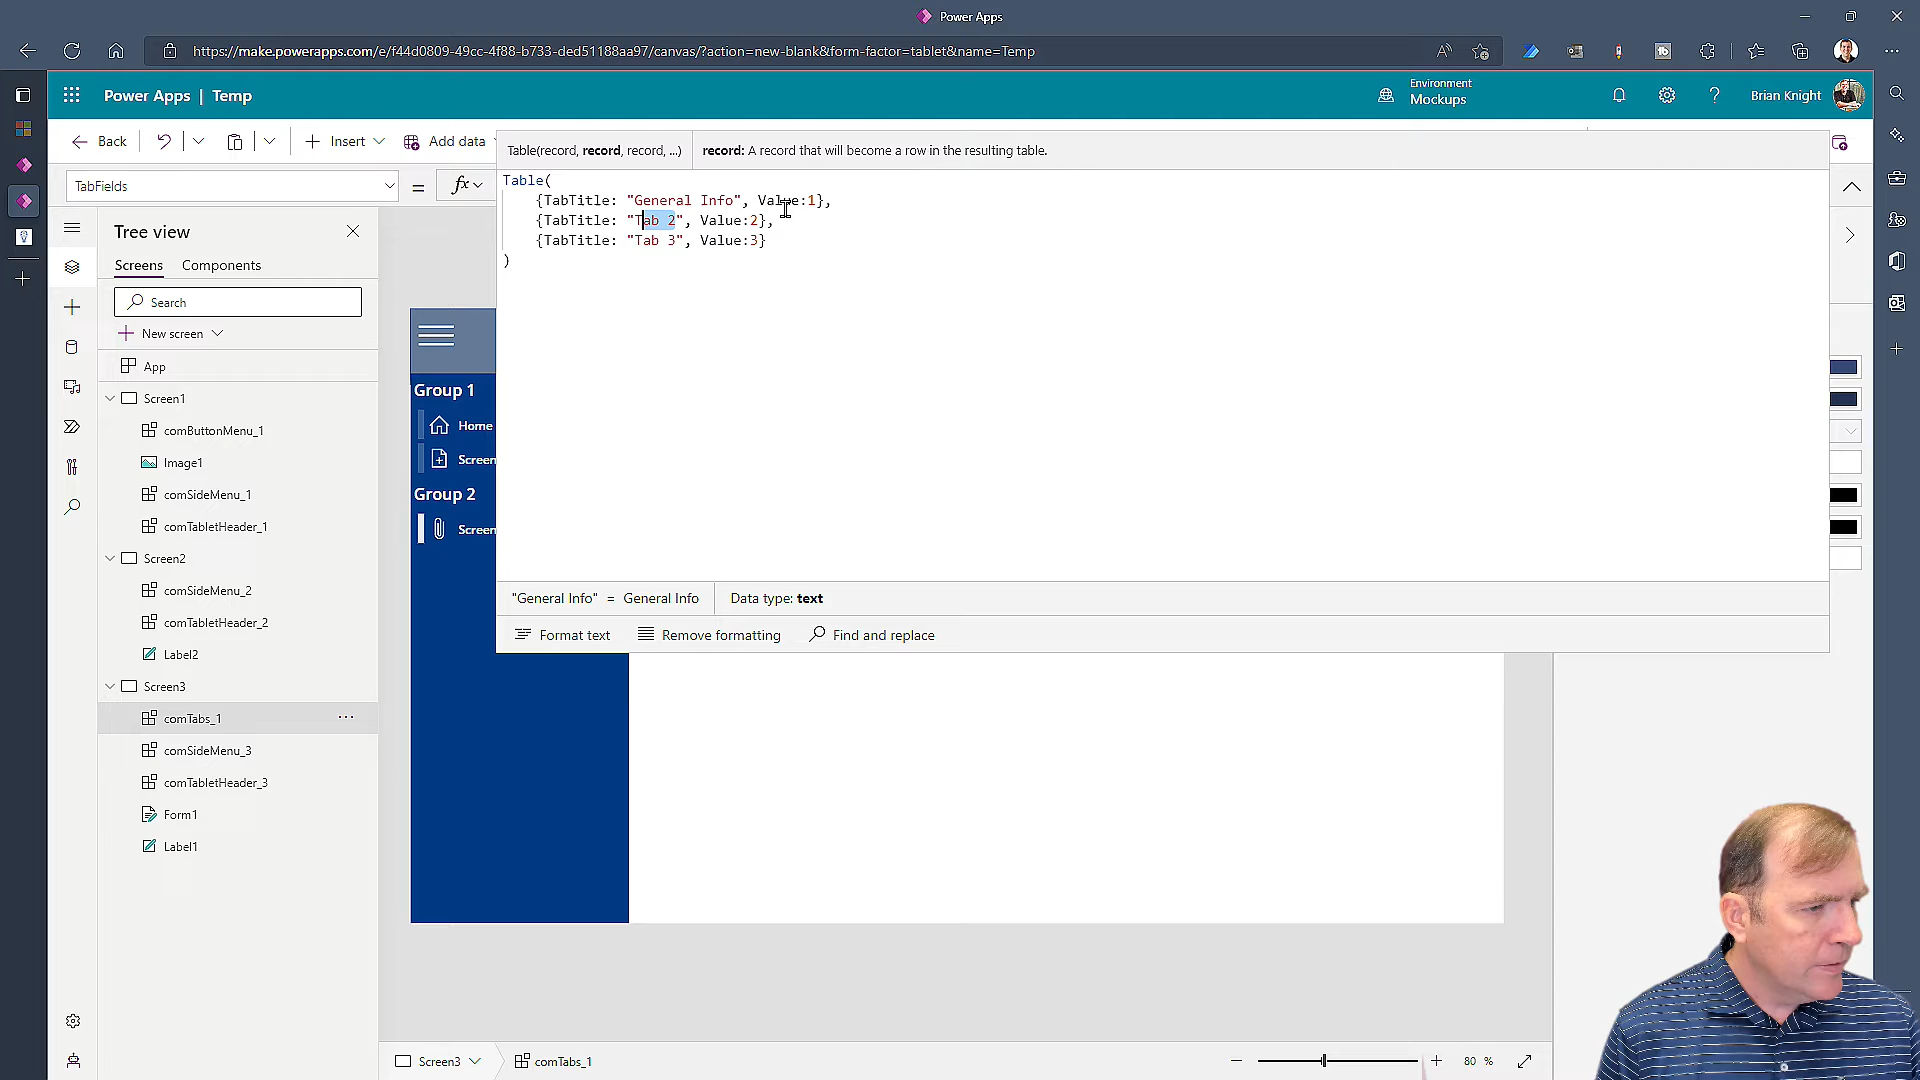 Power Apps
https://make.powerapps.com/e/f44d0809-49cc-4f88-b733-ded51188aa97/canvas/?action=new-blank&form-factor=tablet&name=Temp
Power Apps | Temp
Environment
Mockups
Brian Knight
Back
Insert
Add data
Table(record, record, record, ...)
record: A record that will become a row in the resulting table.
TabFields
=
fx
Table(
{TabTitle: "General Info", Value:1},
{TabTitle: "Tab 2", Value:2},
{TabTitle: "Tab 3", Value:3}
)
Tree view
Screens
Components
Search
New screen
App
Screen1
comButtonMenu_1
Image1
comSideMenu_1
comTabletHeader_1
Screen2
comSideMenu_2
comTabletHeader_2
Label2
Screen3
comTabs_1
comSideMenu_3
comTabletHeader_3
Form1
Label1
Group 1
Home
Screen
Group 2
Screen
"General Info" = General Info
Data type: text
Format text
Remove formatting
Find and replace
Screen3
comTabs_1
80 %